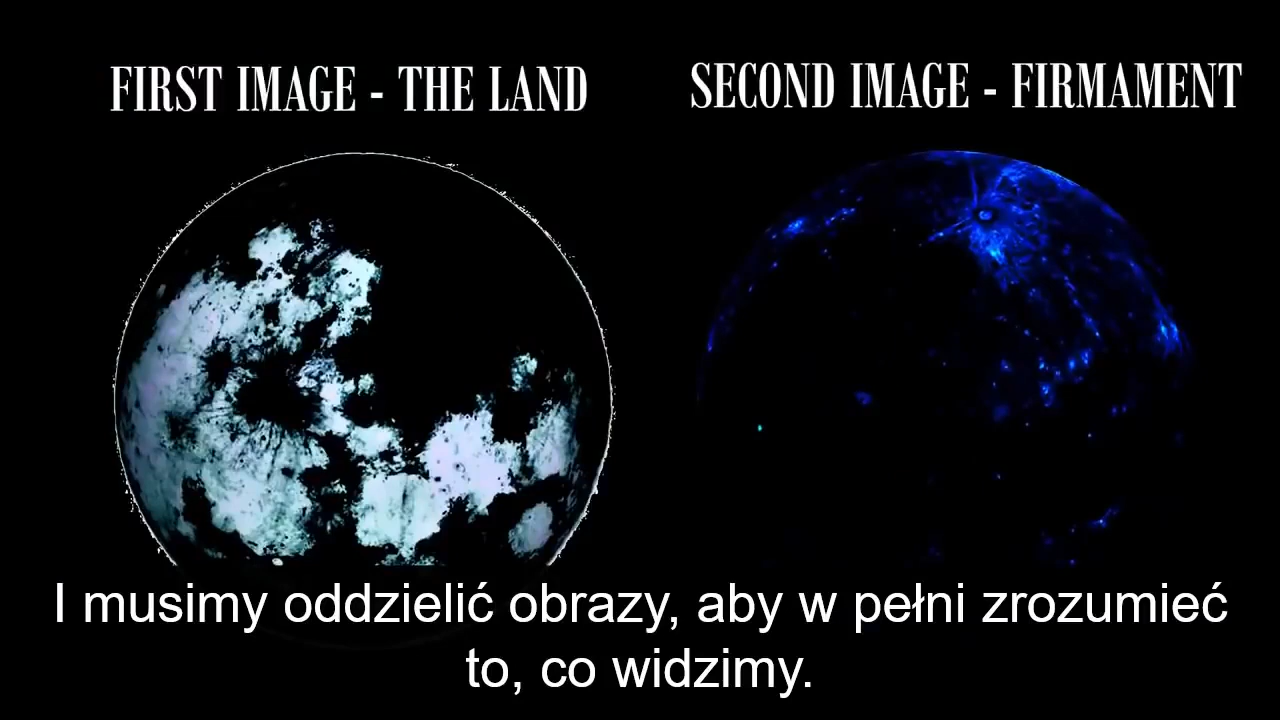 FIRST IMAGE - THE LAND
SECOND IMAGE - FIRMAMENT
I musimy oddzielić obrazy, aby w pełni zrozumieć
to, co widzimy.